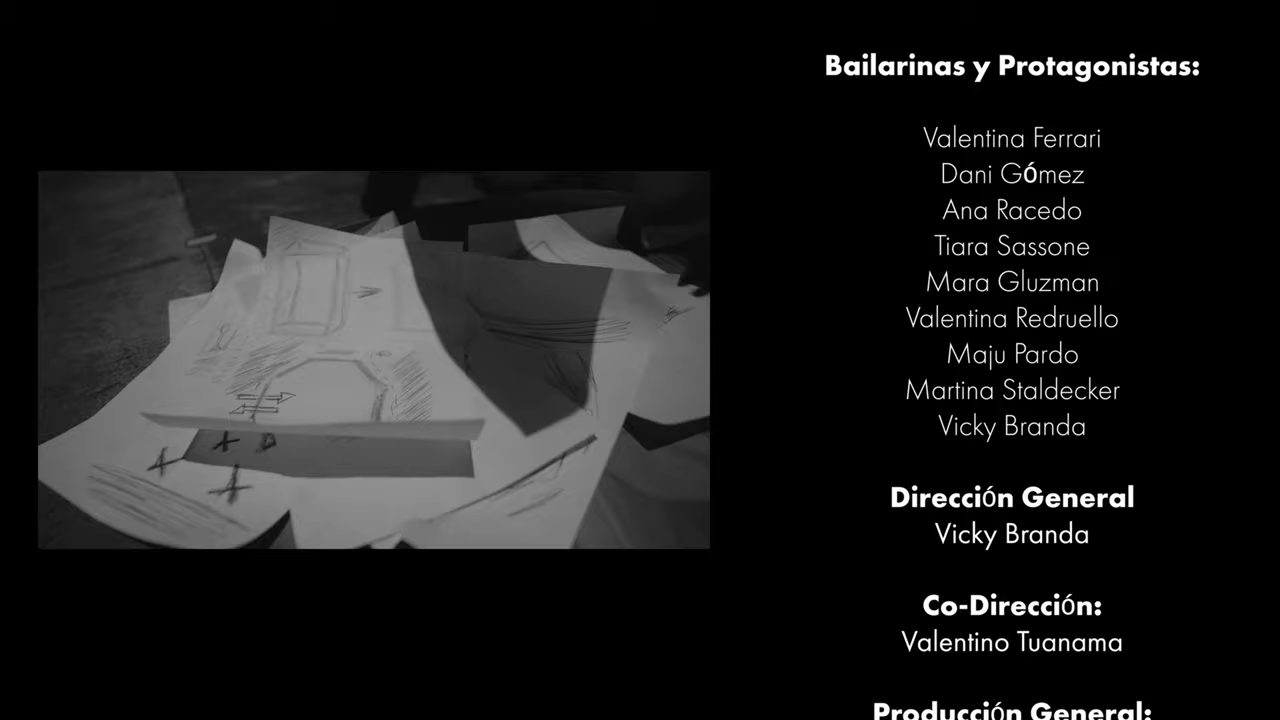 Bailarinas y Protagonistas:
Valentina Ferrari
Dani Gómez
Ana Racedo
Tiara Sassone
Mara Gluzman
Valentina Redruello
Maju Pardo
Martina Staldecker
Vicky Branda
Dirección General
Vicky Branda
Co-Dirección:
Valentino Tuanama
Producción General: